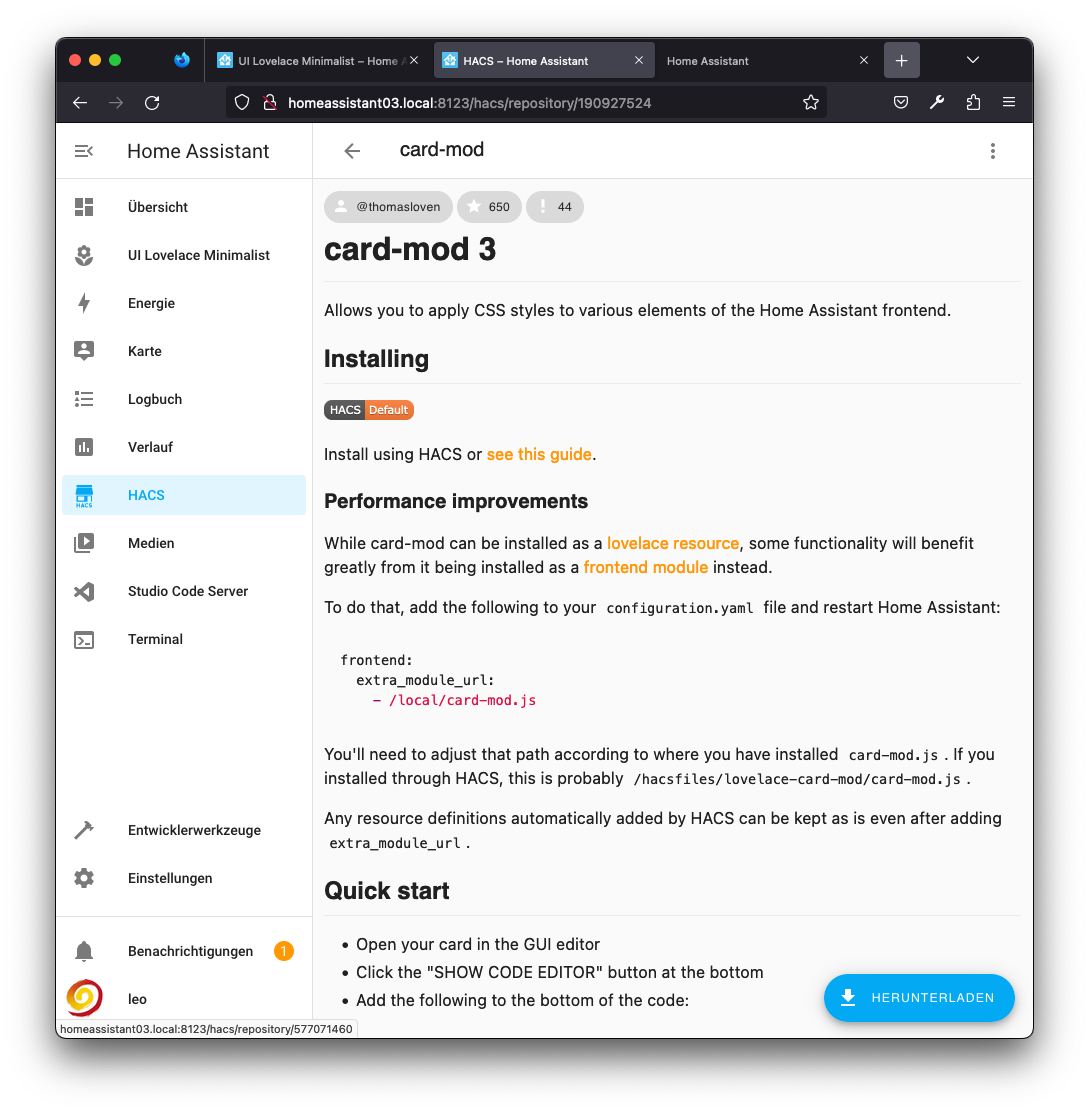 UI Lovelace Minimalist – Home A
HACS – Home Assistant
Home Assistant
homeassistant03.local:8123/hacs/repository/190927524
Home Assistant
card-mod
Übersicht
UI Lovelace Minimalist
Energie
Karte
Logbuch
Verlauf
HACS
HACS
Medien
Studio Code Server
Terminal
Entwicklerwerkzeuge
Einstellungen
Benachrichtigungen 1
leo
homeassistant03.local:8123/hacs/repository/577071460
@thomasloven 650 44
card-mod 3
Allows you to apply CSS styles to various elements of the Home Assistant frontend.
Installing
HACS Default
Install using HACS or see this guide.
Performance improvements
While card-mod can be installed as a lovelace resource, some functionality will benefit
greatly from it being installed as a frontend module instead.
To do that, add the following to your configuration.yaml file and restart Home Assistant:
frontend:
  extra_module_url:
    - /local/card-mod.js
You'll need to adjust that path according to where you have installed card-mod.js . If you
installed through HACS, this is probably /hacsfiles/lovelace-card-mod/card-mod.js .
Any resource definitions automatically added by HACS can be kept as is even after adding
extra_module_url .
Quick start
• Open your card in the GUI editor
• Click the "SHOW CODE EDITOR" button at the bottom
• Add the following to the bottom of the code:
HERUNTERLADEN